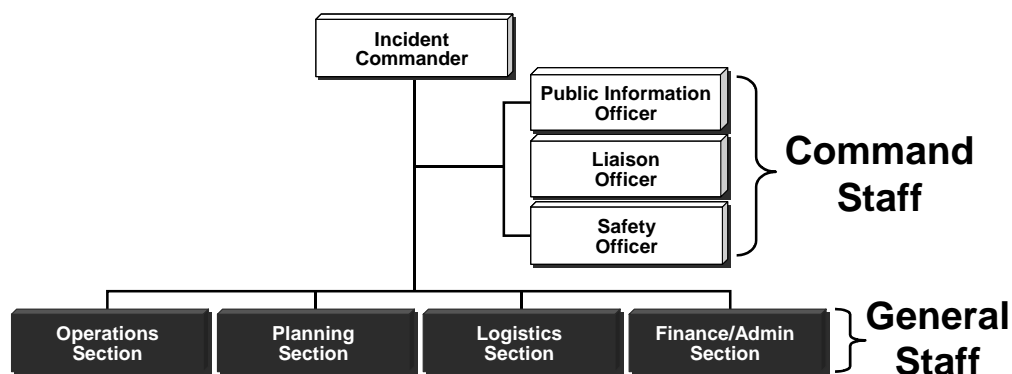 Incident
Commander
Public Information
Officer
Liaison
Officer
Safety
Officer
Command
Staff
Operations
Section
Planning
Section
Logistics
Section
Finance/Admin
Section
General
Staff